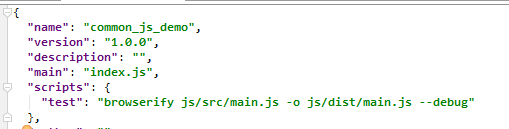 {
"name": "common_js_demo",
"version": "1.0.0",
"description": "",
"main": "index.js",
"scripts": {
"test": "browserify js/src/main.js -o js/dist/main.js --debug"
},